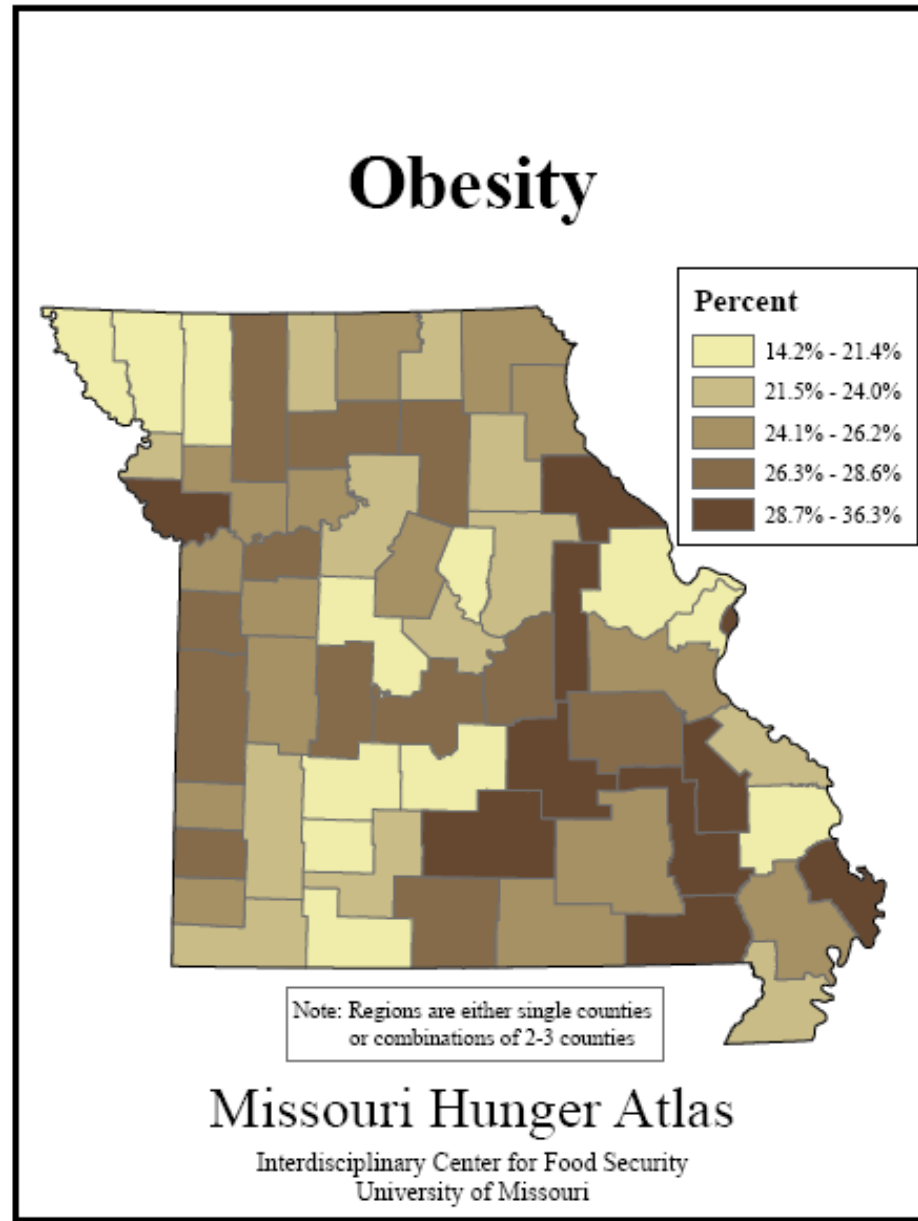 Obesity
Percent
14.2% - 21.4%
21.5% - 24.0%
24.1% - 26.2%
26.3% - 28.6%
28.7% - 36.3%
Note: Regions are either single counties
or combinations of 2-3 counties
Missouri Hunger Atlas
Interdisciplinary Center for Food Security
University of Missouri